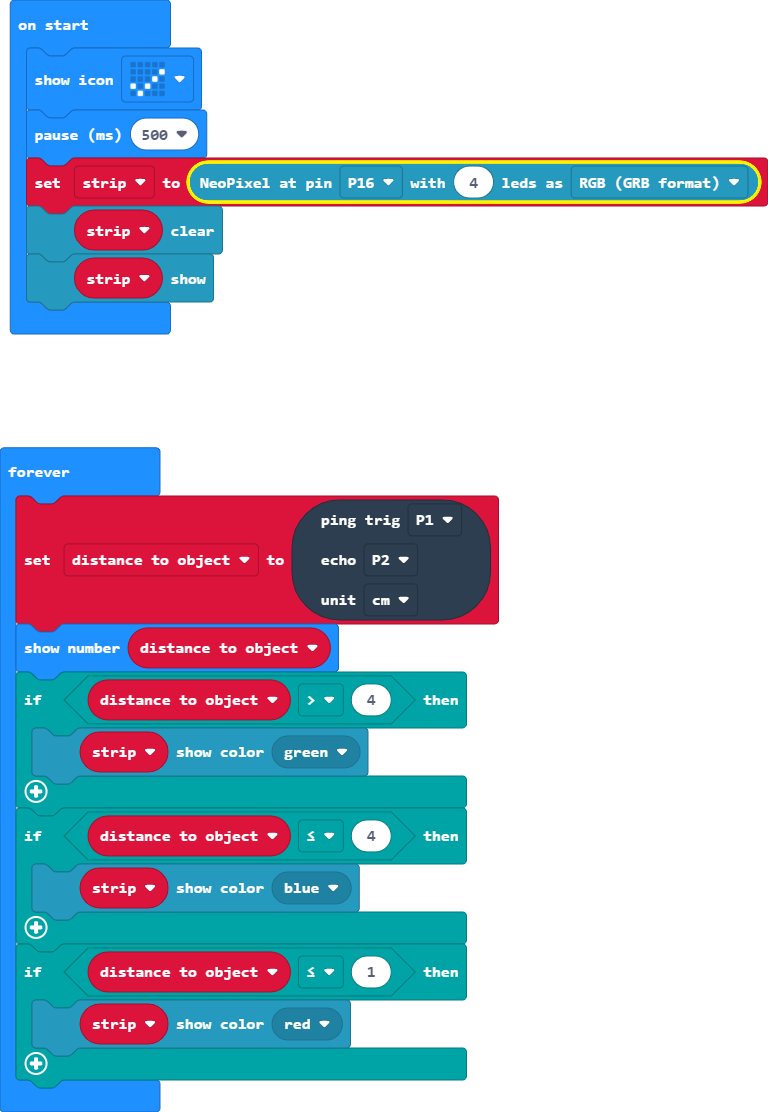 on start
show icon
pause (ms) 500
set strip to NeoPixel at pin P16 with 4 leds as RGB (GRB format)
strip clear
strip show
forever
ping trig P1
set distance to object to echo P2
unit cm
show number distance to object
if distance to object > 4 then
strip show color green
if distance to object ≤ 4 then
strip show color blue
if distance to object ≤ 1 then
strip show color red